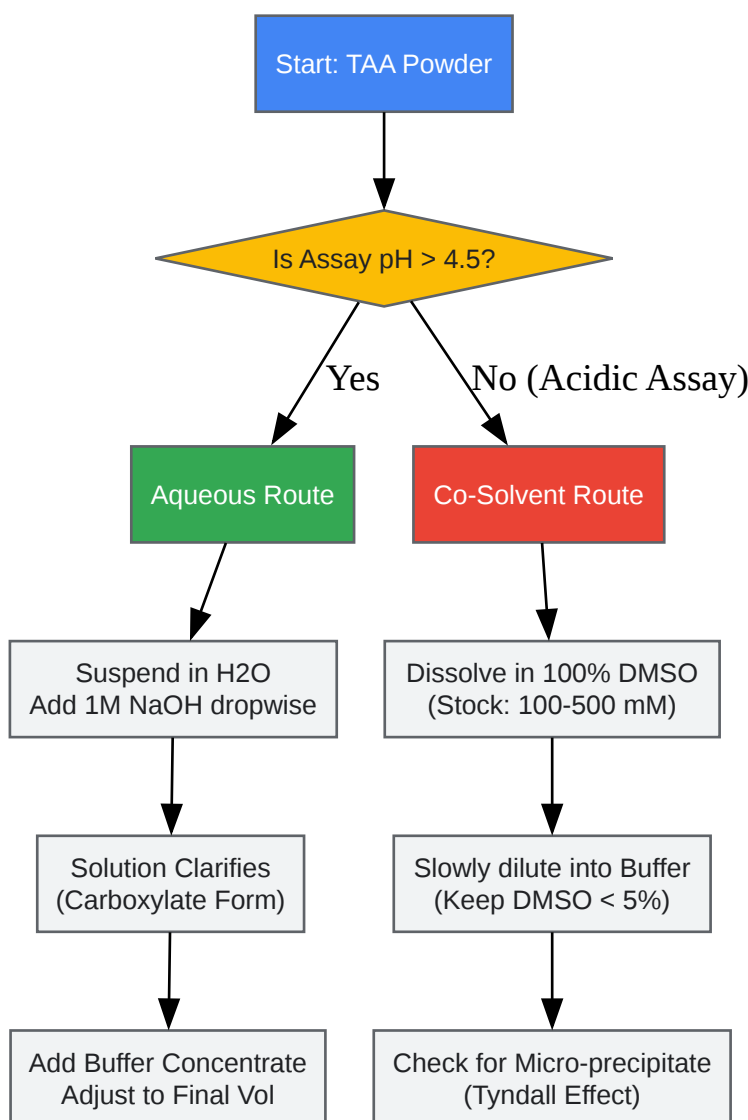 Start: TAA Powder
Is Assay pH > 4.5?
Yes
No (Acidic Assay)
Aqueous Route
Co-Solvent Route
Suspend in H2O
Add 1M NaOH dropwise
Dissolve in 100% DMSO
(Stock: 100-500 mM)
Solution Clarifies
(Carboxylate Form)
Slowly dilute into Buffer
(Keep DMSO < 5%)
Add Buffer Concentrate
Adjust to Final Vol
Check for Micro-precipitate
(Tyndall Effect)